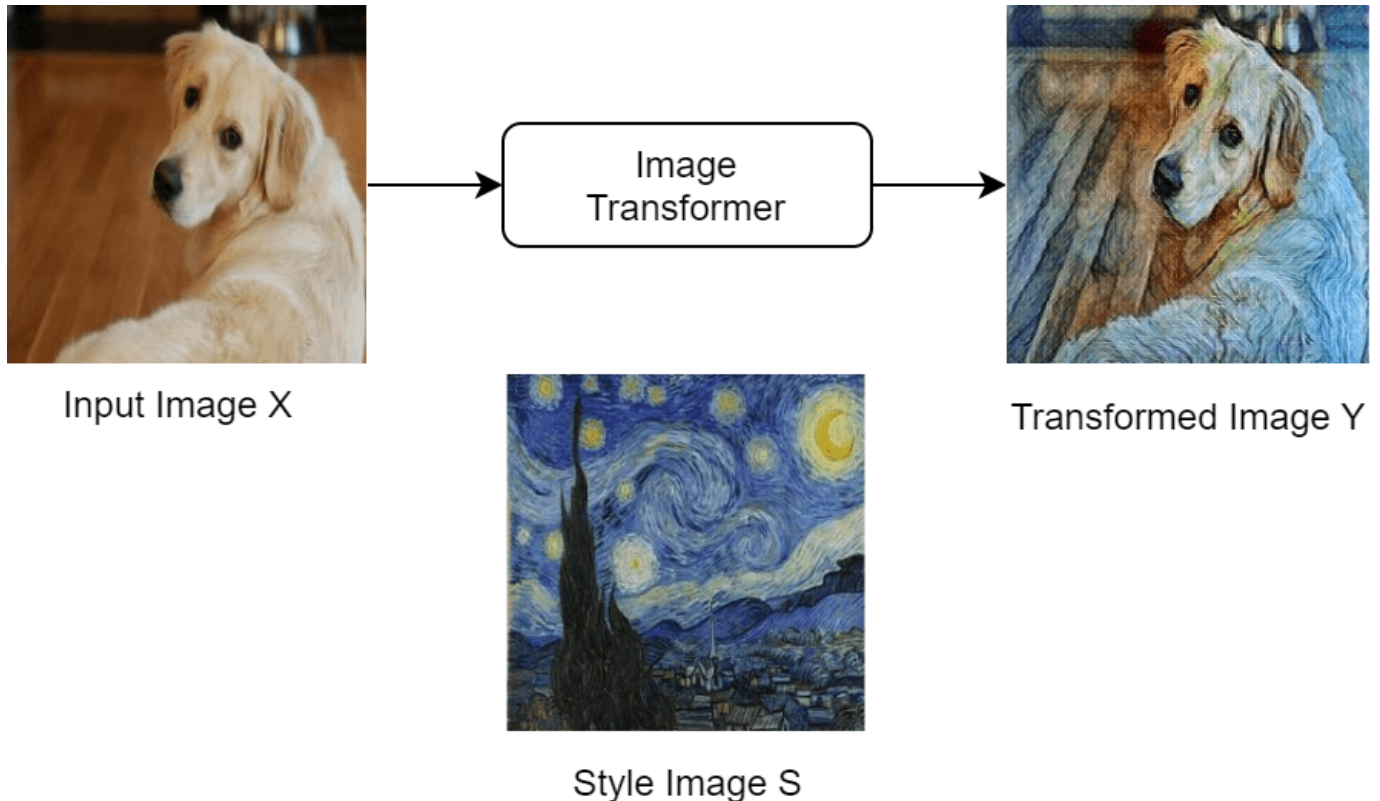 Image
Transformer
Input Image X
Transformed Image Y
Style Image S